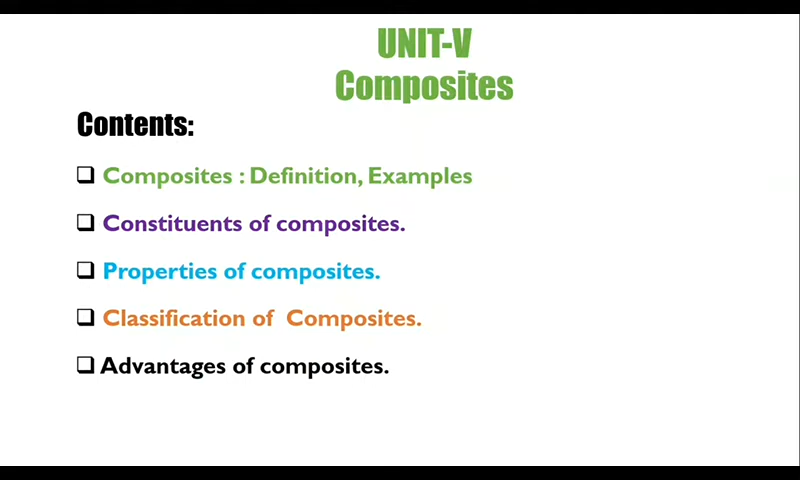 UNIT-V
Composites
Contents:
Composites : Definition, Examples
Constituents of composites.
Properties of composites.
Classification of Composites.
Advantages of composites.